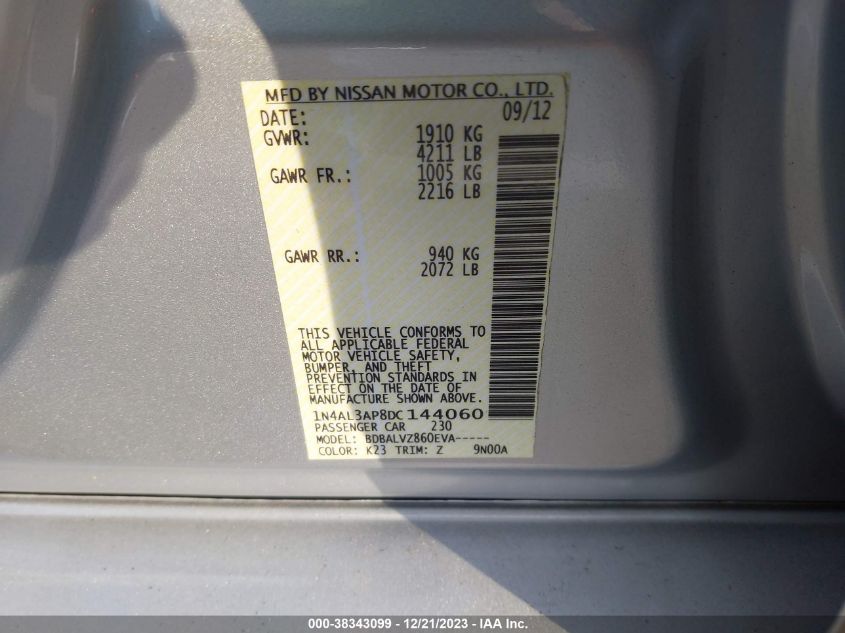 MFD BY NISSAN MOTOR CO., LTD.
DATE: 09/12
GVWR: 1910 KG
4211 LB
GAWR FR.: 1005 KG
2216 LB
GAWR RR.: 940 KG
2072 LB
THIS VEHICLE CONFORMS TO
ALL APPLICABLE FEDERAL
MOTOR VEHICLE SAFETY,
BUMPER, AND THEFT
PREVENTION STANDARDS IN
EFFECT ON THE DATE OF
MANUFACTURE SHOWN ABOVE.
1N4AL3AP8DC144060
PASSENGER CAR 230
MODEL: BDBALVZ860EVA-----
COLOR: K23 TRIM: Z 9N00A
000-38343099 - 12/21/2023 - IAA Inc.